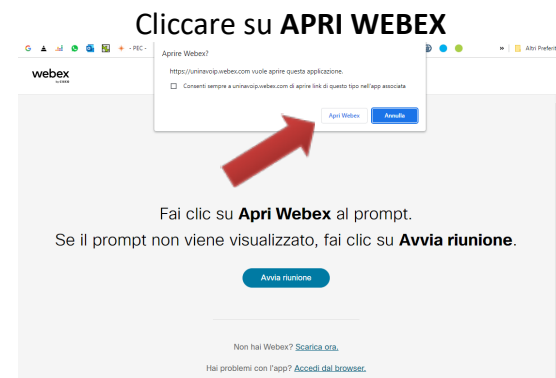 Cliccare su APRI WEBEX
- PEC -
Altri Preferit
Aprire Webex?
https://uninavoip.webex.com vuole aprire questa applicazione.
Consenti sempre a uninavoip.webex.com di aprire link di questo tipo nell'app associata
Apri Webex
Annulla
webex
by CISCO
Fai clic su Apri Webex al prompt.
Se il prompt non viene visualizzato, fai clic su Avvia riunione.
Avvia riunione
Non hai Webex? Scarica ora.
Hai problemi con l'app? Accedi dal browser.